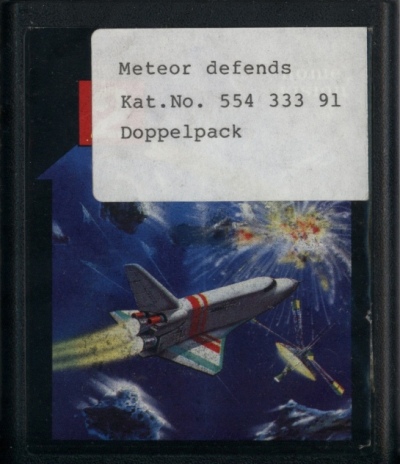 Meteor defends
Kat.No. 554 333 91
Doppelpack